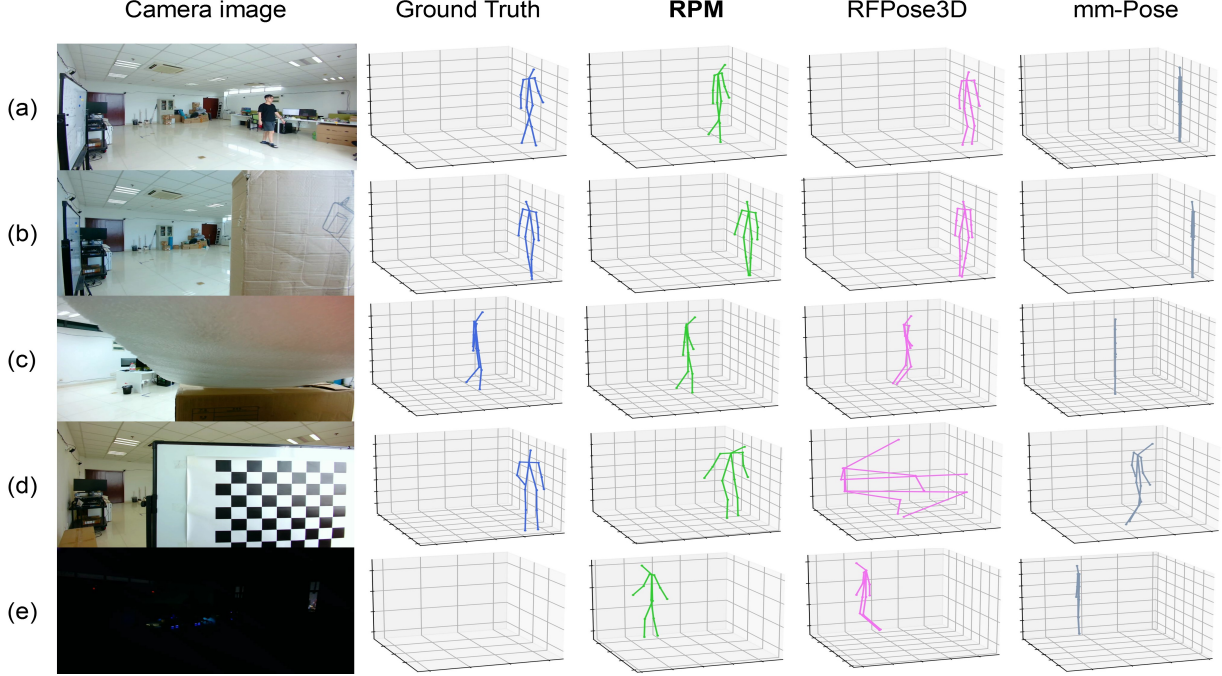 Camera image Ground Truth RPM RFPose3D mm-Pose
(a)
(b)
(c)
(d)
(e)